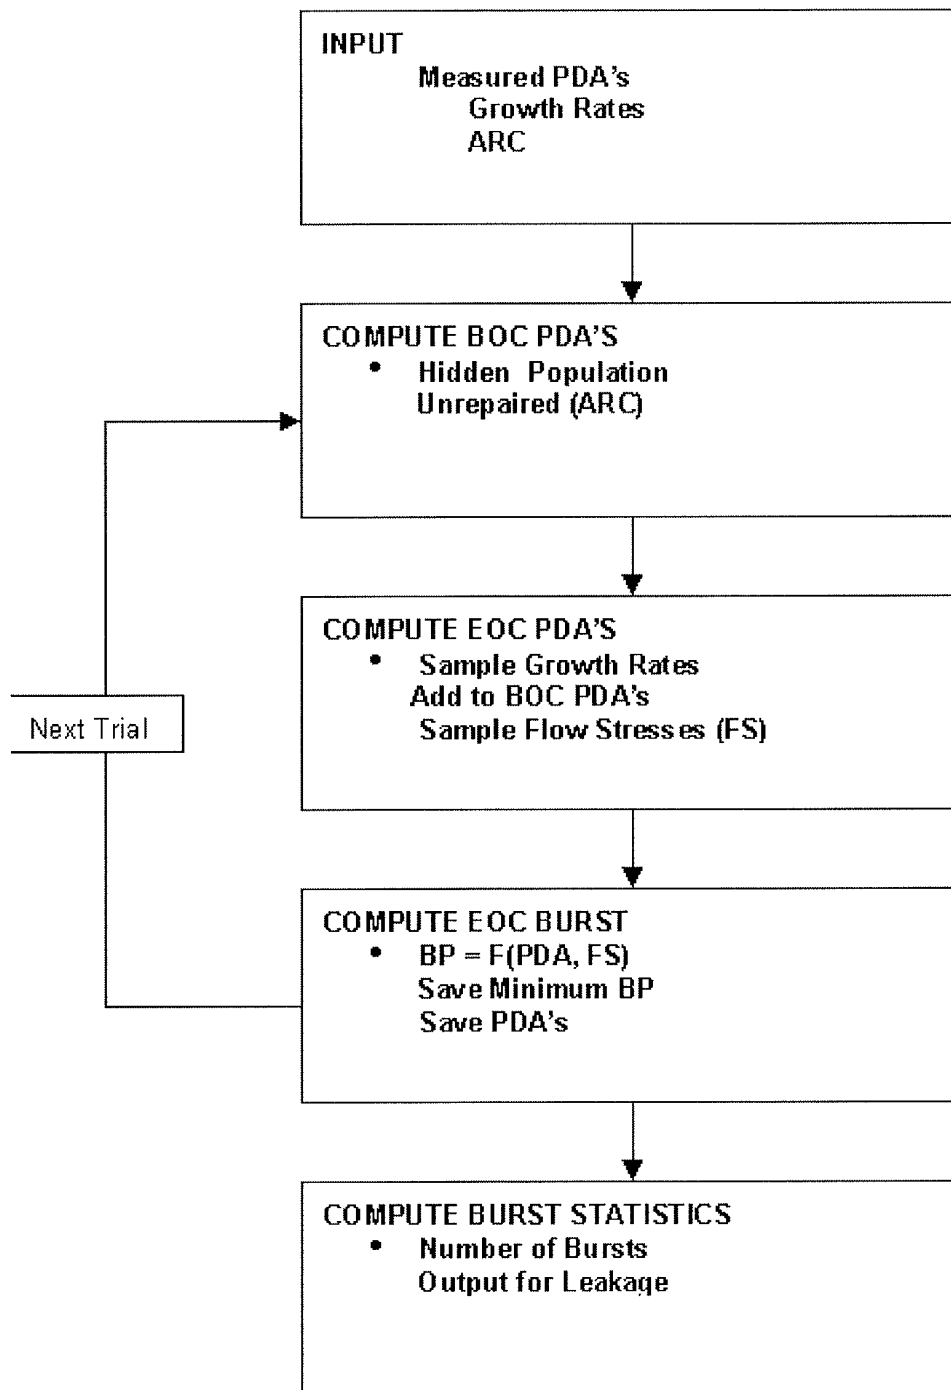 INPUT
Measured PDA's
Growth Rates
ARC
COMPUTE BOC PDA'S
• Hidden Population
Unrepaired (ARC)
COMPUTE EOC PDA'S
• Sample Growth Rates
Add to BOC PDA's
Sample Flow Stresses (FS)
Next Trial
COMPUTE EOC BURST
• BP = F(PDA, FS)
Save Minimum BP
Save PDA's
COMPUTE BURST STATISTICS
• Number of Bursts
Output for Leakage